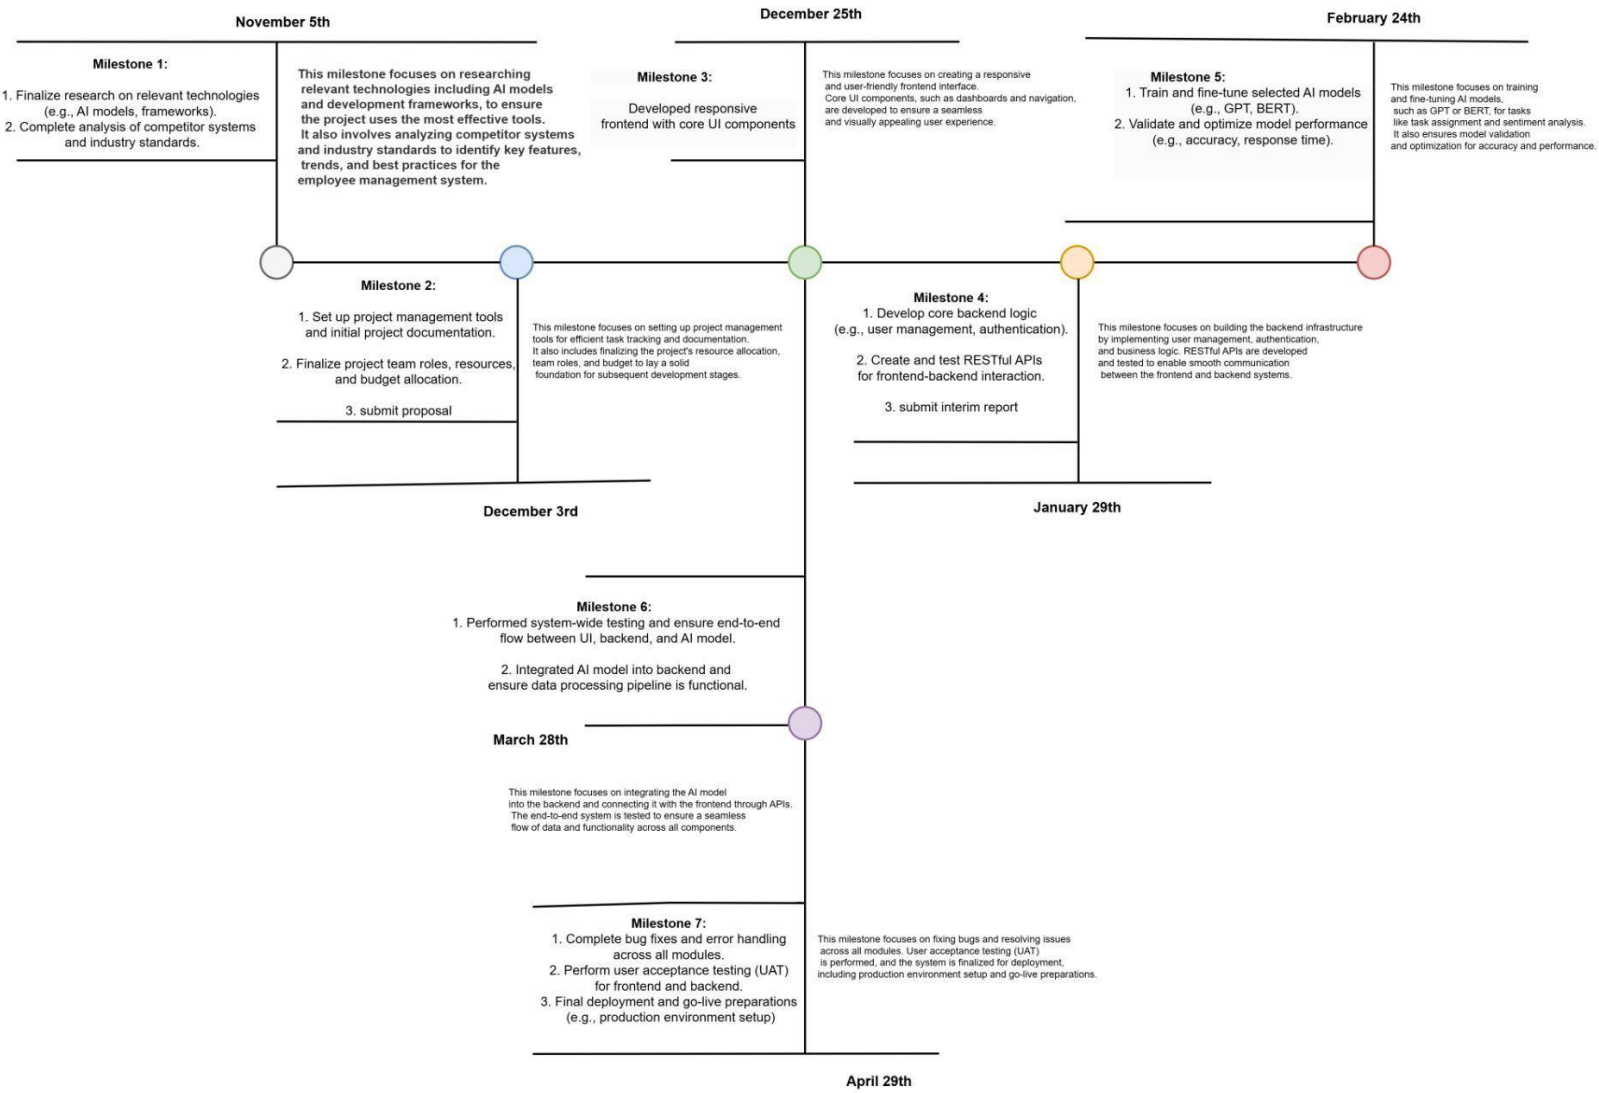 November 5th
Milestone 1:
1. Finalize research on relevant technologies
(e.g., AI models, frameworks).
2. Complete analysis of competitor systems
and industry standards.
This milestone focuses on researching
relevant technologies including AI models
and development frameworks, to ensure
the project uses the most effective tools.
It also involves analyzing competitor systems
and industry standards to identify key features,
trends, and best practices for the
employee management system.
December 25th
Milestone 3:
Developed responsive
frontend with core UI components
This milestone focuses on creating a responsive
and user-friendly frontend interface.
Core UI components, such as dashboards and navigation,
are developed to ensure a seamless
and visually appealing user experience.
February 24th
Milestone 5:
1. Train and fine-tune selected AI models
(e.g., GPT, BERT).
2. Validate and optimize model performance
(e.g., accuracy, response time).
This milestone focuses on training
and fine-tuning AI models,
such as GPT or BERT, for tasks
like task assignment and sentiment analysis.
It also ensures model validation
and optimization for accuracy and performance.
Milestone 2:
1. Set up project management tools
and initial project documentation.
2. Finalize project team roles, resources,
and budget allocation.
3. submit proposal
This milestone focuses on setting up project management
tools for efficient task tracking and documentation.
It also includes finalizing the project's resource allocation,
team roles, and budget to lay a solid
foundation for subsequent development stages.
December 3rd
Milestone 4:
1. Develop core backend logic
(e.g., user management, authentication).
2. Create and test RESTful APIs
for frontend-backend interaction.
3. submit interim report
This milestone focuses on building the backend infrastructure
by implementing user management, authentication,
and business logic. RESTful APIs are developed
and tested to enable smooth communication
between the frontend and backend systems.
January 29th
Milestone 6:
1. Performed system-wide testing and ensure end-to-end
flow between UI, backend, and AI model.
2. Integrated AI model into backend and
ensure data processing pipeline is functional.
March 28th
This milestone focuses on integrating the AI model
into the backend and connecting it with the frontend through APIs.
The end-to-end system is tested to ensure a seamless
flow of data and functionality across all components.
Milestone 7:
1. Complete bug fixes and error handling
across all modules.
2. Perform user acceptance testing (UAT)
for frontend and backend.
3. Final deployment and go-live preparations
(e.g., production environment setup)
This milestone focuses on fixing bugs and resolving issues
across all modules. User acceptance testing (UAT)
is performed, and the system is finalized for deployment,
including production environment setup and go-live preparations.
April 29th